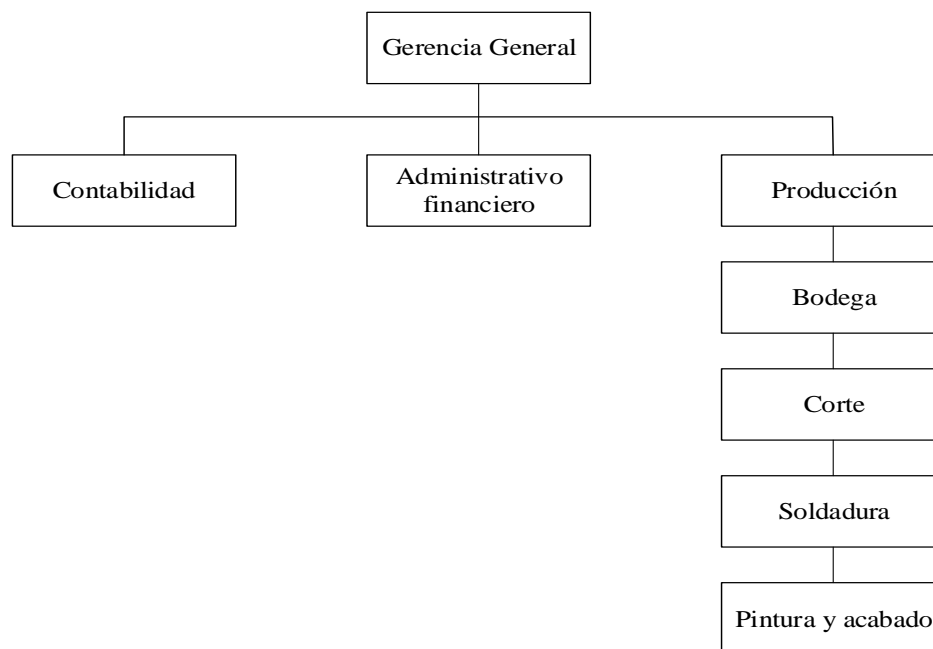 Gerencia General
Contabilidad
Administrativo
financiero
Producción
Bodega
Corte
Soldadura
Pintura y acabado